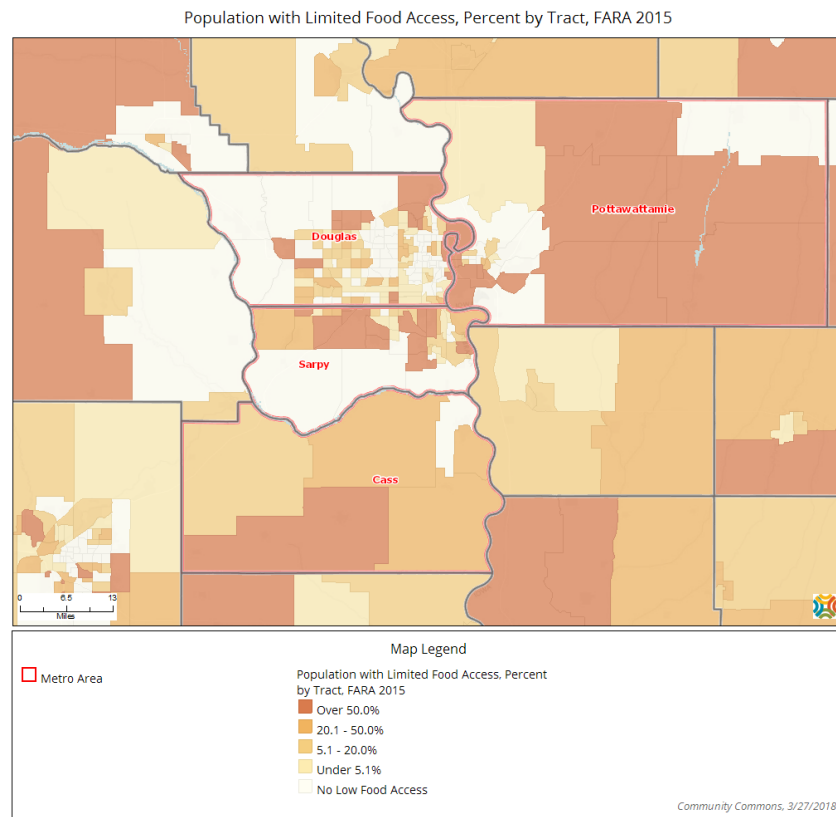 Population with Limited Food Access, Percent by Tract, FARA 2015
Pottawattamie
Douglas
Sarpy
Cass
0 6.5 13
Miles
Map Legend
Metro Area
Population with Limited Food Access, Percent
by Tract, FARA 2015
Over 50.0%
20.1 - 50.0%
5.1 - 20.0%
Under 5.1%
No Low Food Access
Community Commons, 3/27/2018